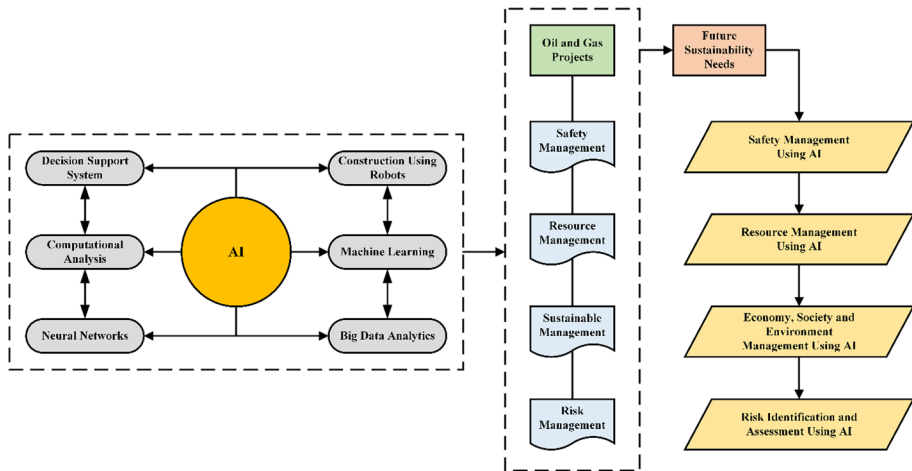 Decision Support
System
Computational
Analysis
Neural Networks
AI
Construction Using
Robots
Machine Learning
Big Data Analytics
Oil and Gas
Projects
Safety
Management
Resource
Management
Sustainable
Management
Risk
Management
Future
Sustainability
Needs
Safety Management
Using AI
Resource Management
Using AI
Economy, Society and
Environment
Management Using AI
Risk Identification and
Assessment Using AI